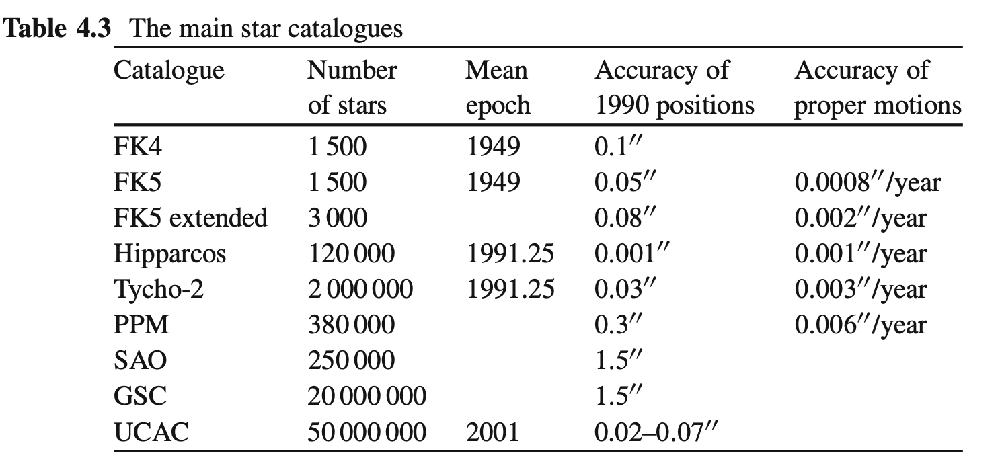 Table 4.3 The main star catalogues
Catalogue Number Mean Accuracy of Accuracy of
of stars epoch 1990 positions proper motions
FK4 1 500 1949 0.1″
FK5 1 500 1949 0.05″ 0.0008″/year
FK5 extended 3 000 0.08″ 0.002″/year
Hipparcos 120 000 1991.25 0.001″ 0.001″/year
Tycho-2 2 000 000 1991.25 0.03″ 0.003″/year
PPM 380 000 0.3″ 0.006″/year
SAO 250 000 1.5″
GSC 20 000 000 1.5″
UCAC 50 000 000 2001 0.02–0.07″